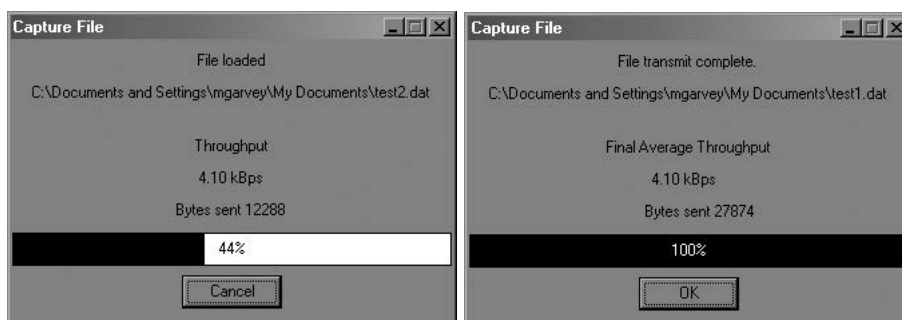 Capture File
File loaded
C:\Documents and Settings\mgarvey\My Documents\test2.dat
Throughput
4.10 kBps
Bytes sent 12288
44%
Cancel
Capture File
File transmit complete.
C:\Documents and Settings\mgarvey\My Documents\test1.dat
Final Average Throughput
4.10 kBps
Bytes sent 27874
100%
OK